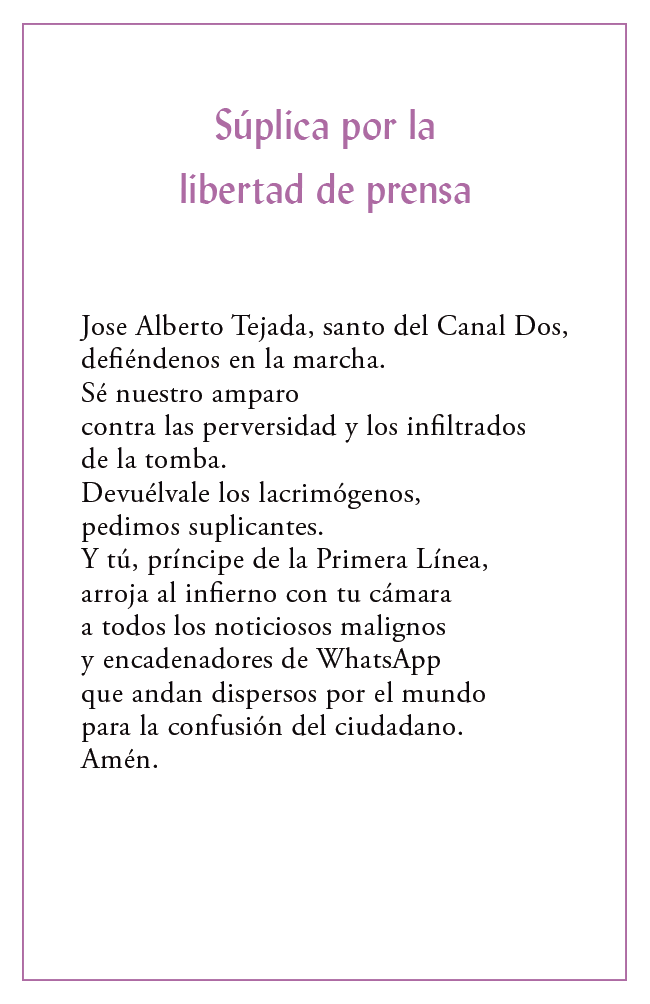 Súplica por la
libertad de prensa
Jose Alberto Tejada, santo del Canal Dos,
defiéndenos en la marcha.
Sé nuestro amparo
contra las perversidad y los infiltrados
de la tomba.
Devuélvale los lacrimógenos,
pedimos suplicantes.
Y tú, príncipe de la Primera Línea,
arroja al infierno con tu cámara
a todos los noticiosos malignos
y encadenadores de WhatsApp
que andan dispersos por el mundo
para la confusión del ciudadano.
Amén.